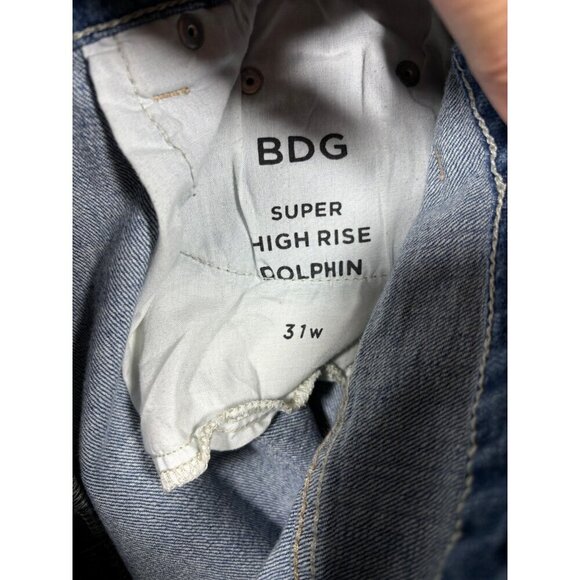 BDG
SUPER
HIGH RISE
DOLPHIN
31w